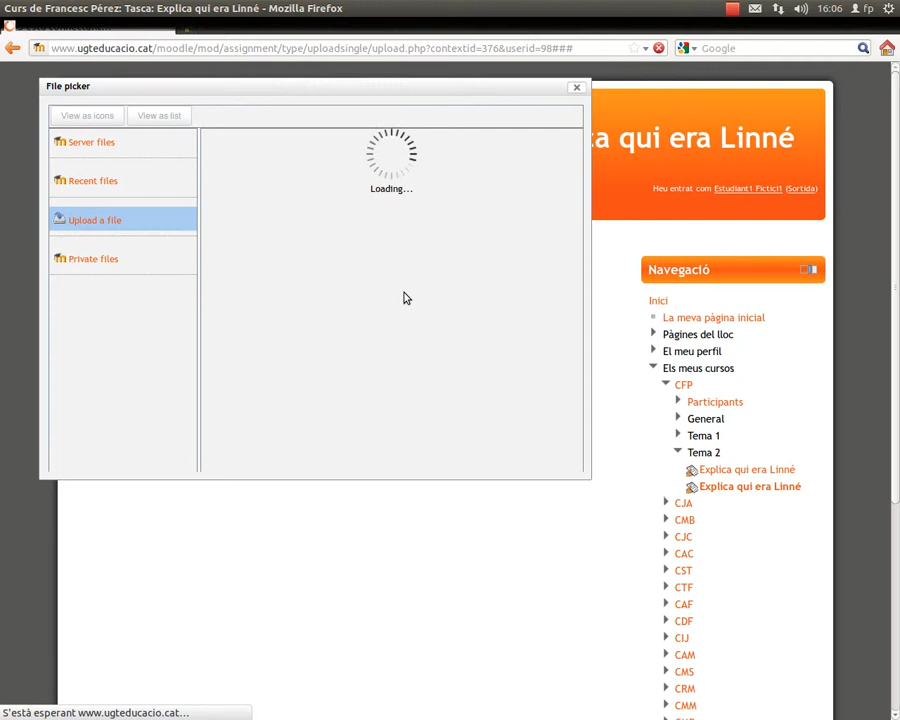 Curs de Francesc Pérez: Tasca: Explica qui era Linné - Mozilla Firefox
16:06
fp
www.ugteducacio.cat/moodle/mod/assignment/type/uploadsingle/upload.php?contextid=376&userid=98###
Google
File picker
View as icons
View as list
Server files
Recent files
Upload a file
Private files
Loading...
ca qui era Linné
Heu entrat com Estudiant1 Fictici1 (Sortida)
Navegació
Inici
La meva pàgina inicial
Pàgines del lloc
El meu perfil
Els meus cursos
CFP
Participants
General
Tema 1
Tema 2
Explica qui era Linné
Explica qui era Linné
CJA
CMB
CJC
CAC
CST
CTF
CAF
CDF
CIJ
CAM
CMS
CRM
CMM
S'està esperant www.ugteducacio.cat...